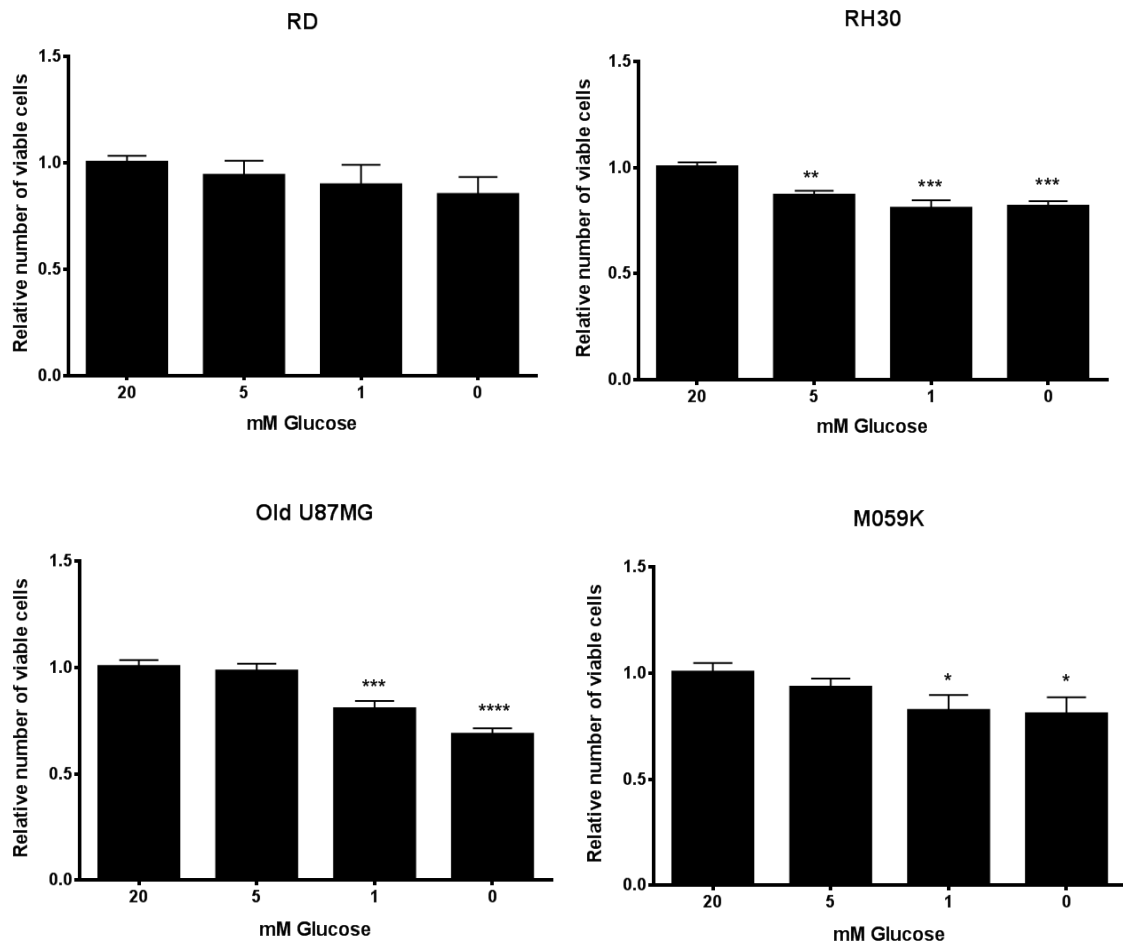 RD
Relative number of viable cells
1.5
1.0
0.5
0.0
20 5 1 0
mM Glucose
RH30
Relative number of viable cells
1.5
1.0
0.5
0.0
** *** ***
20 5 1 0
mM Glucose
Old U87MG
Relative number of viable cells
1.5
1.0
0.5
0.0
*** ****
20 5 1 0
mM Glucose
M059K
Relative number of viable cells
1.5
1.0
0.5
0.0
* *
20 5 1 0
mM Glucose